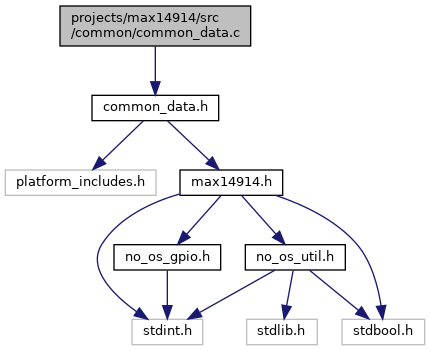 projects/max14914/src
/common/common_data.c
common_data.h
platform_includes.h
max14914.h
no_os_gpio.h
no_os_util.h
stdint.h
stdlib.h
stdbool.h